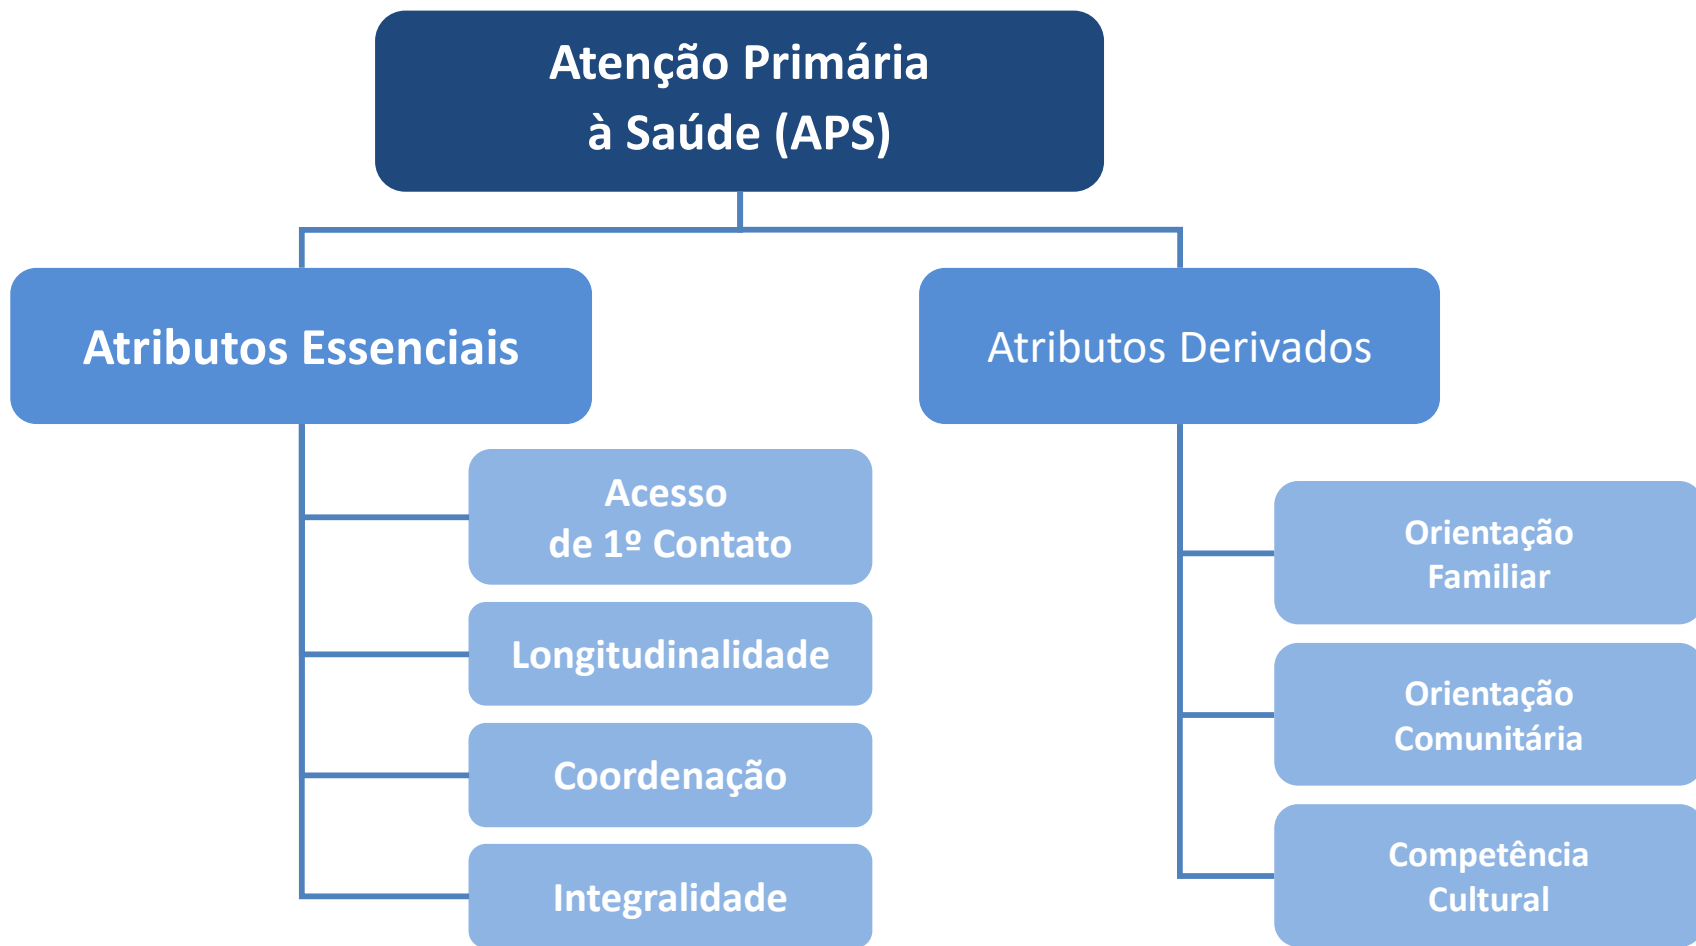 Atenção Primária
à Saúde (APS)
Atributos Essenciais
Atributos Derivados
Acesso
de 1º Contato
Longitudinalidade
Coordenação
Integralidade
Orientação
Familiar
Orientação
Comunitária
Competência
Cultural